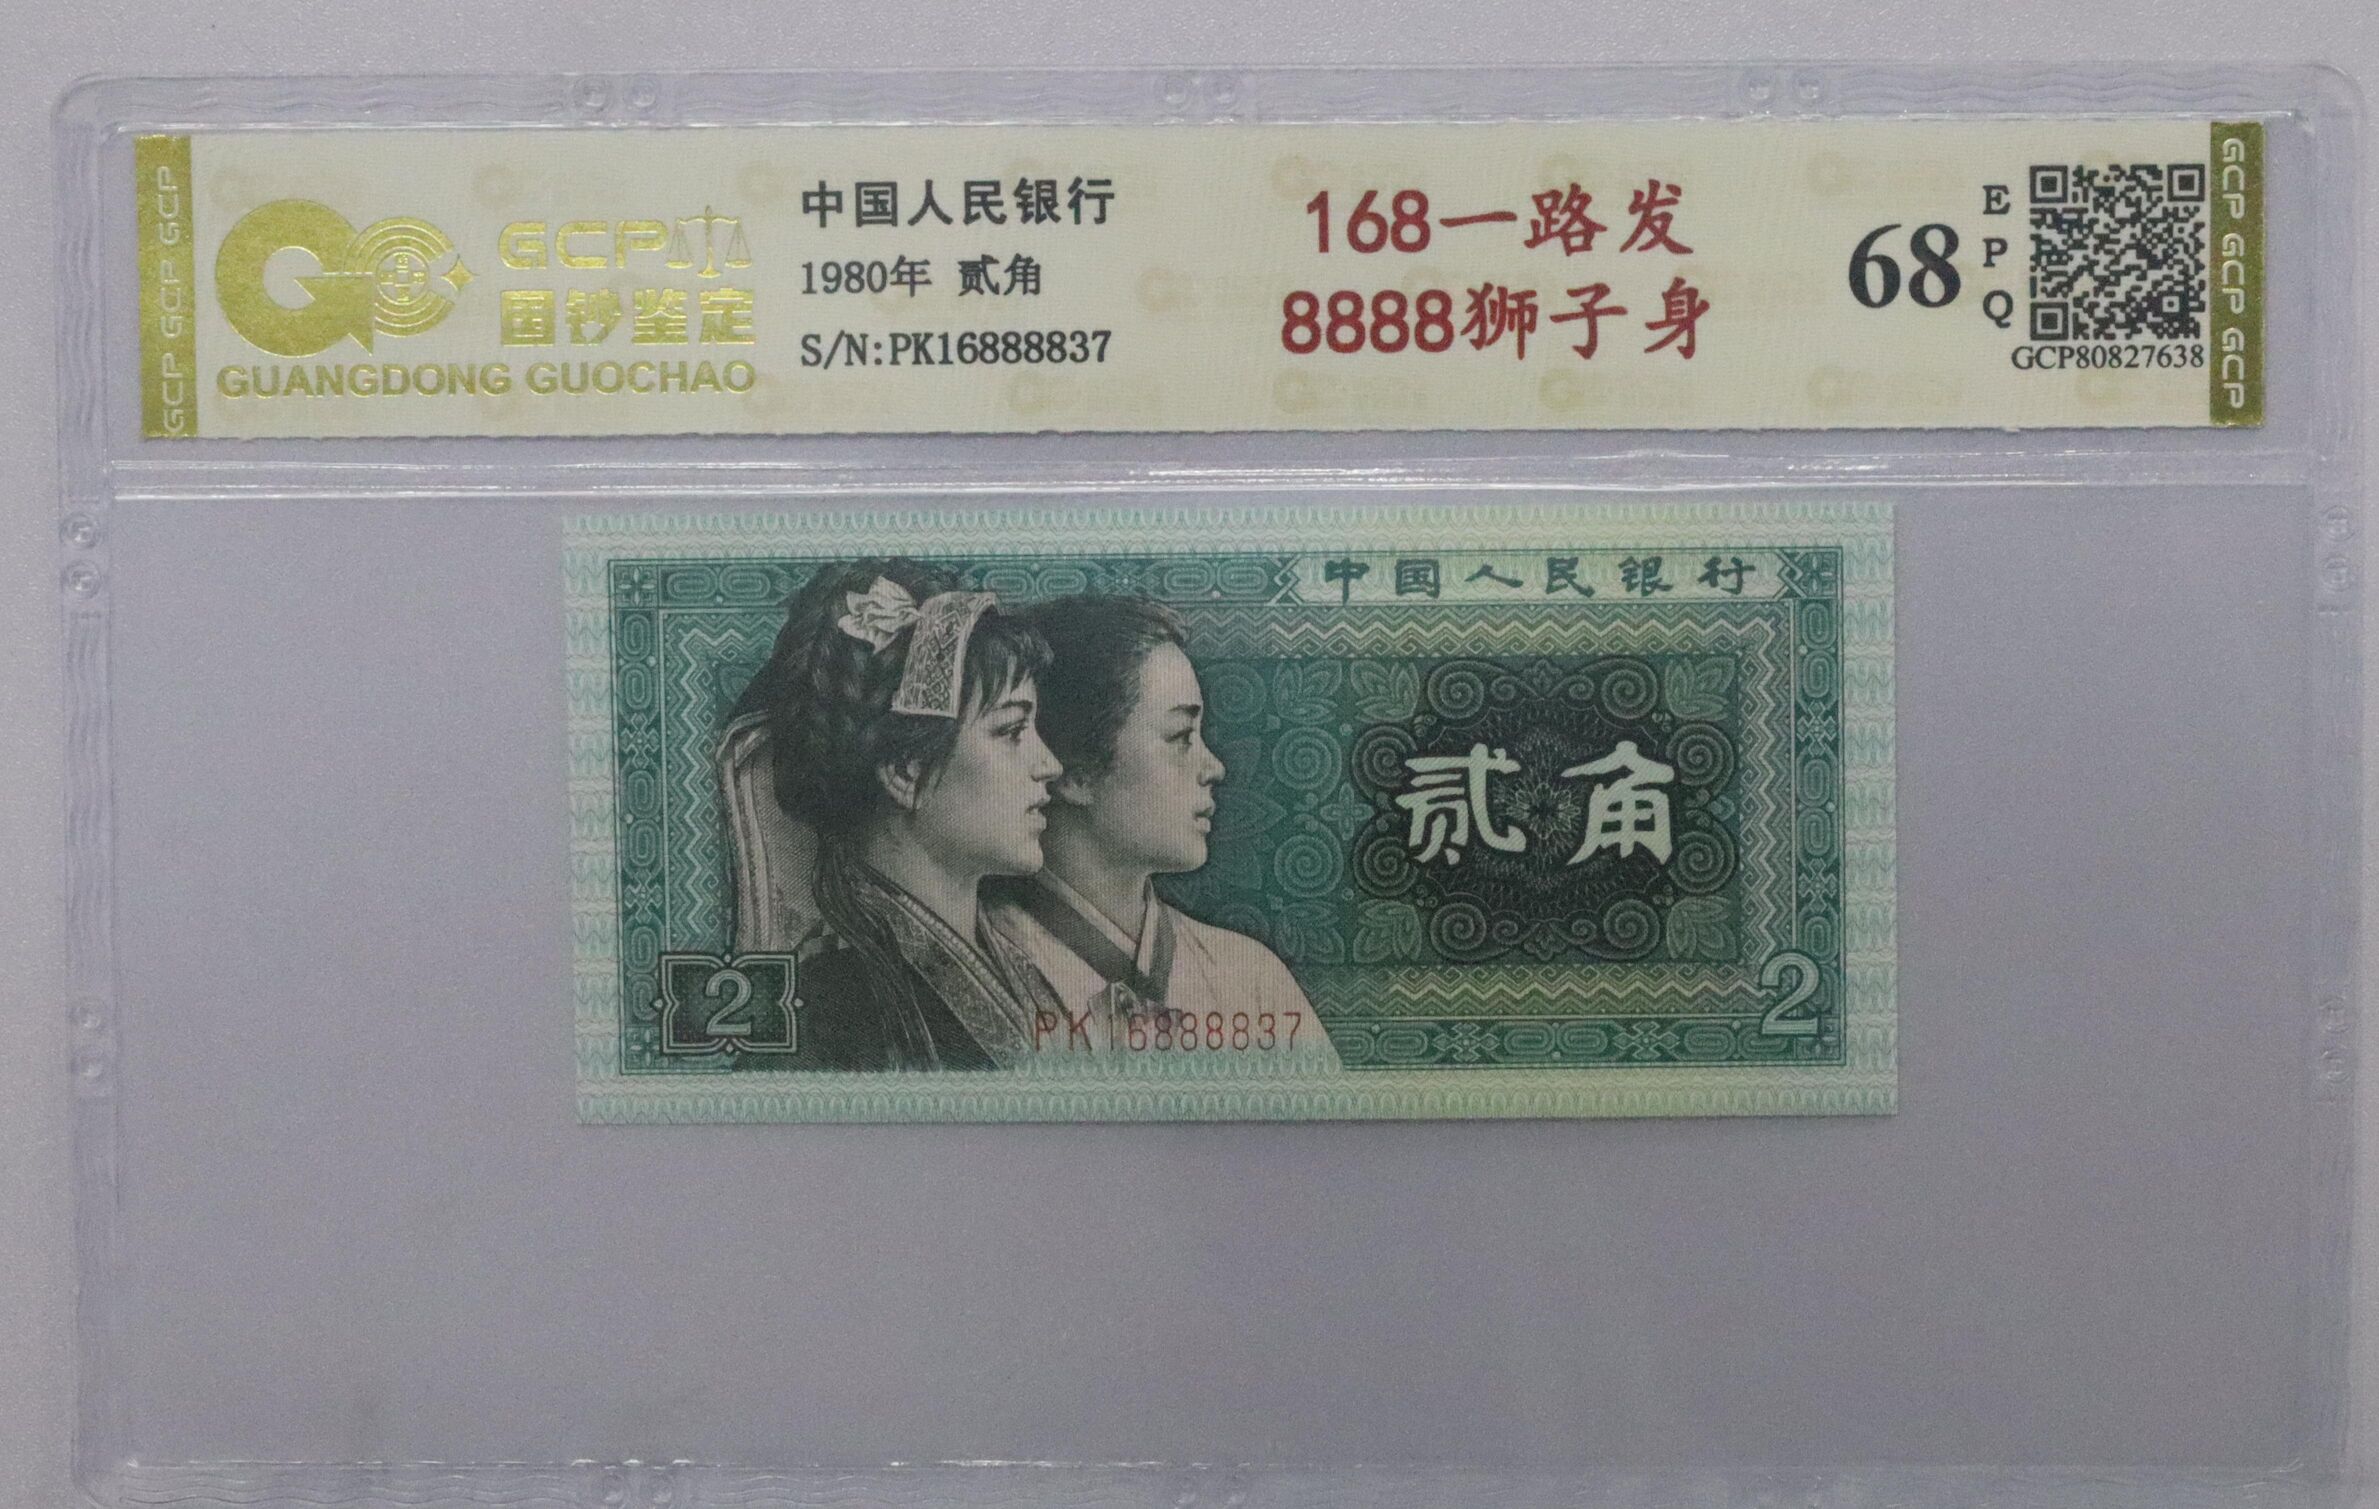 GCP GCP GCP
GCP
国钞鉴定
GUANGDONG GUOCHAO
中国人民银行
1980年 贰角
S/N:PK16888837
168一路发
8888狮子身
68
E
P
Q
GCP80827638
GCP GCP GCP
中国人民银行
贰角
2
2
PK16888837